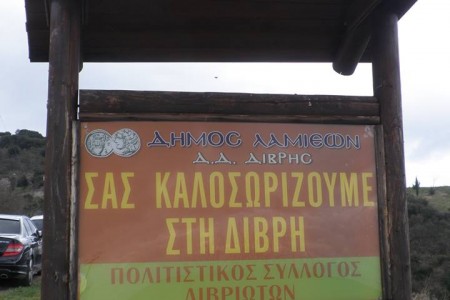 ΔΗΜΟΣ ΛΑΜΙΕΩΝ
Δ.Δ. ΔΙΒΡΗΣ
ΣΑΣ ΚΑΛΟΣΩΡΙΖΟΥΜΕ
ΣΤΗ ΔΙΒΡΗ
ΠΟΛΙΤΙΣΤΙΚΟΣ ΣΥΛΛΟΓΟΣ
ΔΙΒΡΙΩΤΩΝ